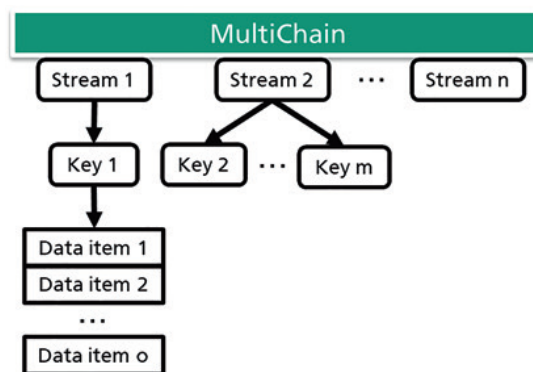 MultiChain
Stream 1 Stream 2 ... Stream n
Key 1 Key 2 ... Key m
Data item 1
Data item 2
...
Data item o